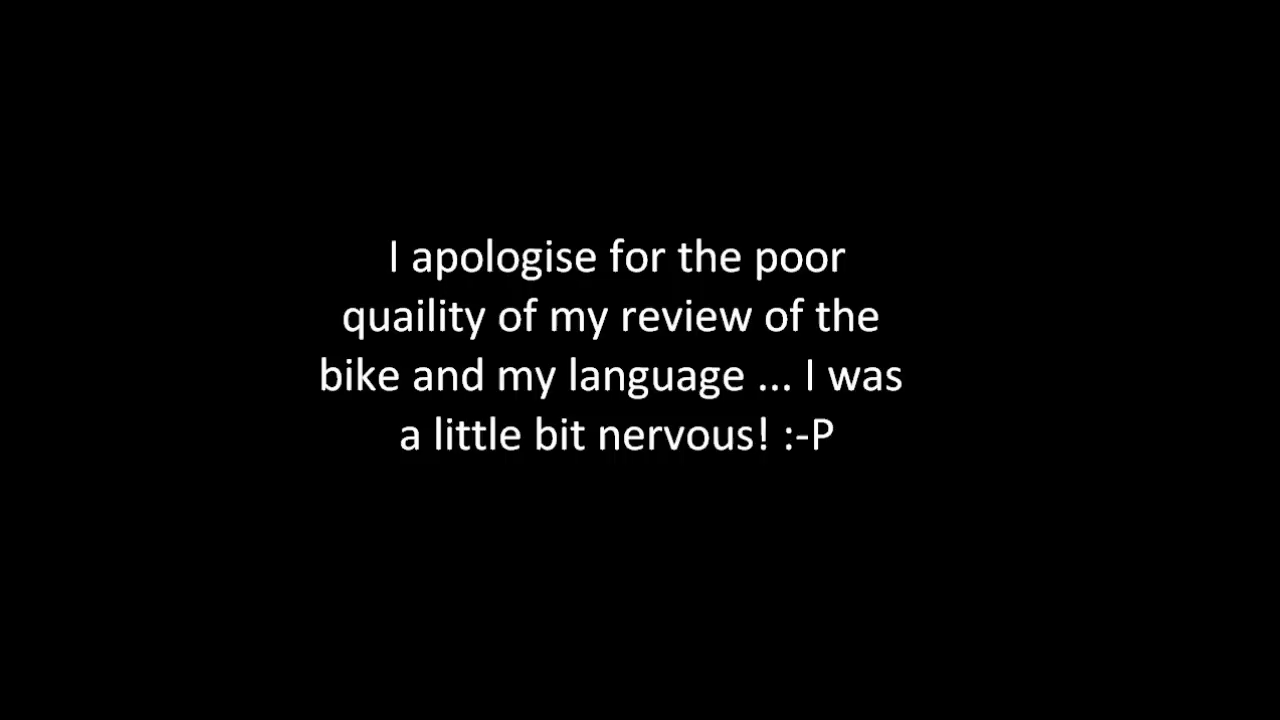 I apologise for the poor
quaility of my review of the
bike and my language ... I was
a little bit nervous! :-P